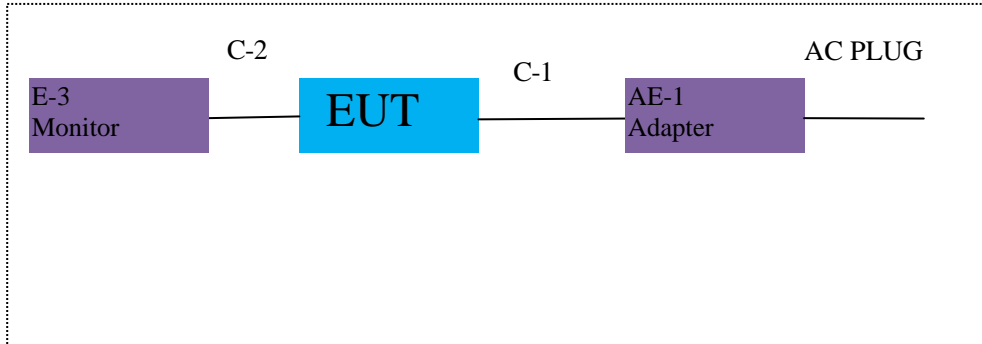 C-2
AC PLUG
C-1
E-3
Monitor
EUT
AE-1
Adapter